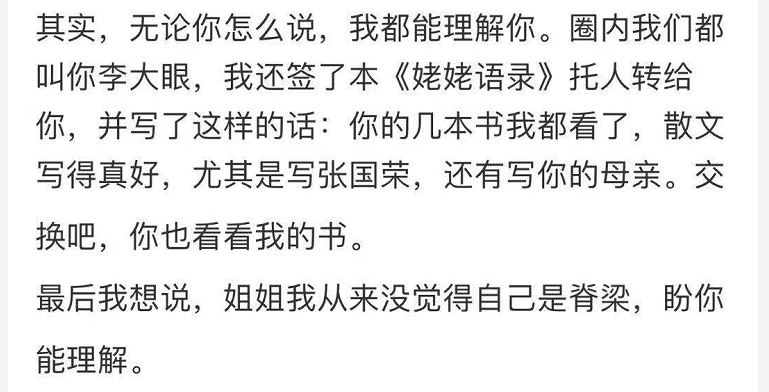 其实，无论你怎么说，我都能理解你。圈内我们都
叫你李大眼，我还签了本《姥姥语录》托人转给
你，并写了这样的话：你的几本书我都看了，散文
写得真好，尤其是写张国荣，还有写你的母亲。交
换吧，你也看看我的书。
最后我想说，姐姐我从来没觉得自己是脊梁，盼你
能理解。